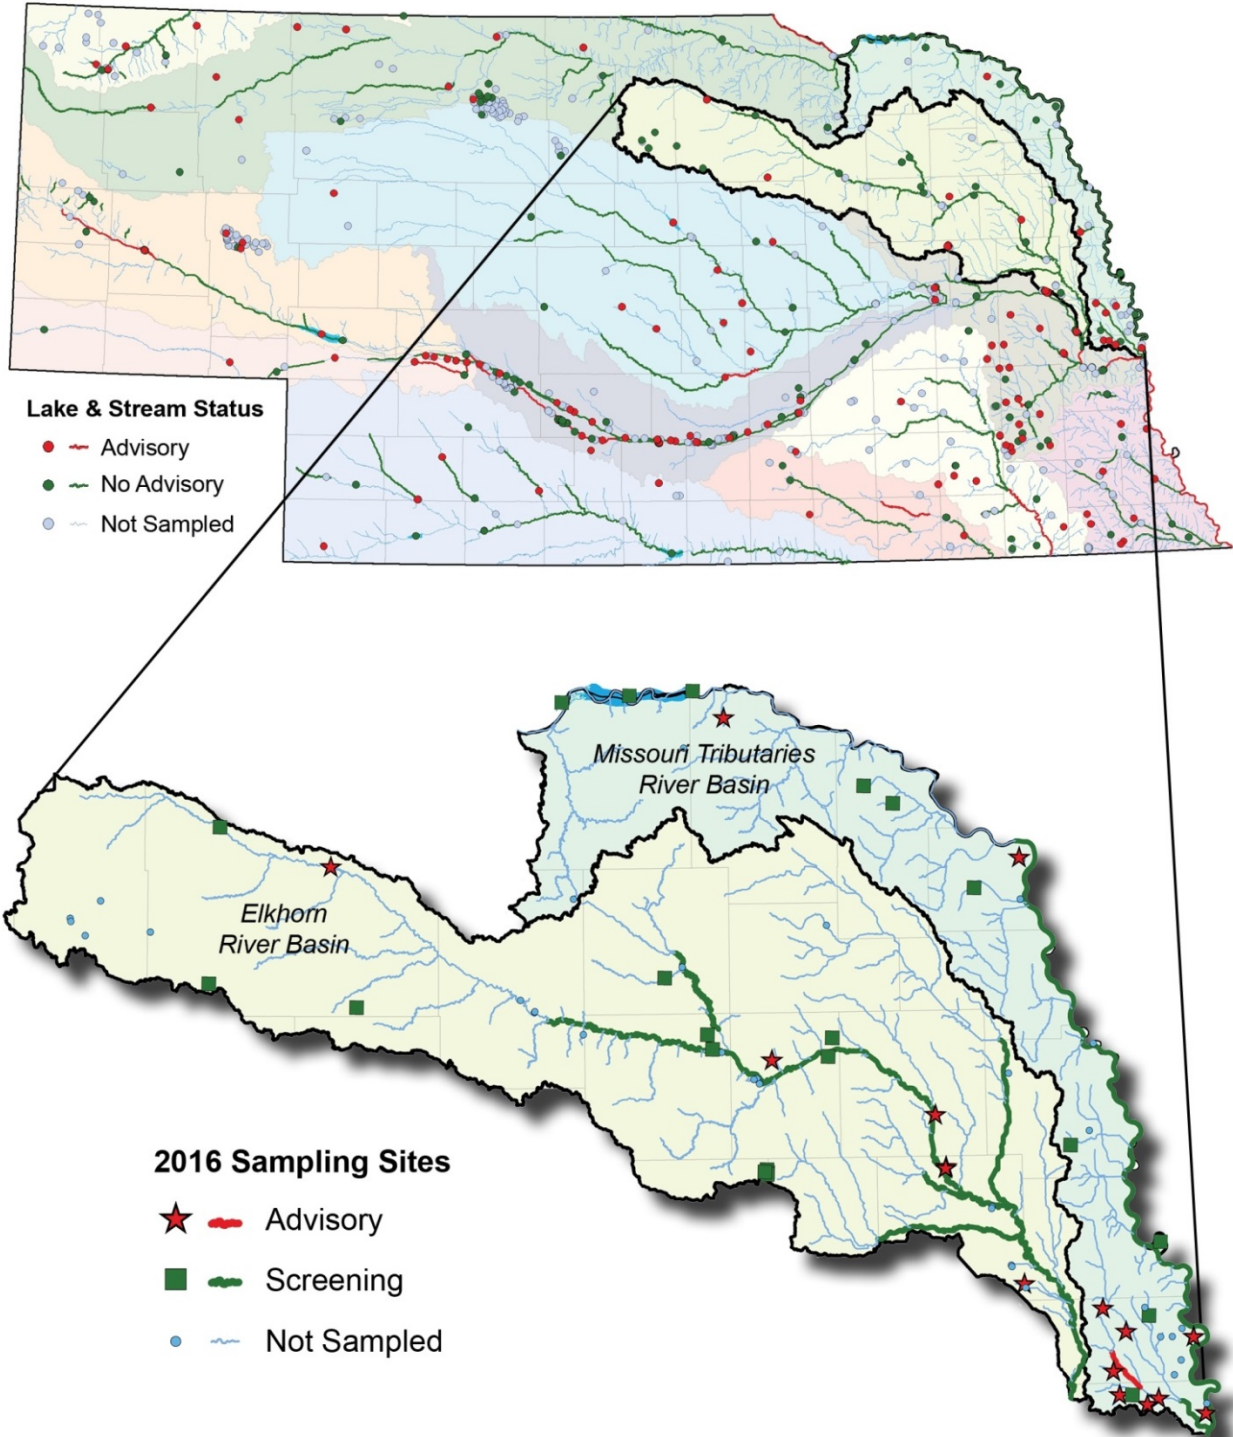 Lake & Stream Status
Advisory
No Advisory
Not Sampled
Missouri Tributaries
River Basin
Elkhorn
River Basin
2016 Sampling Sites
Advisory
Screening
Not Sampled